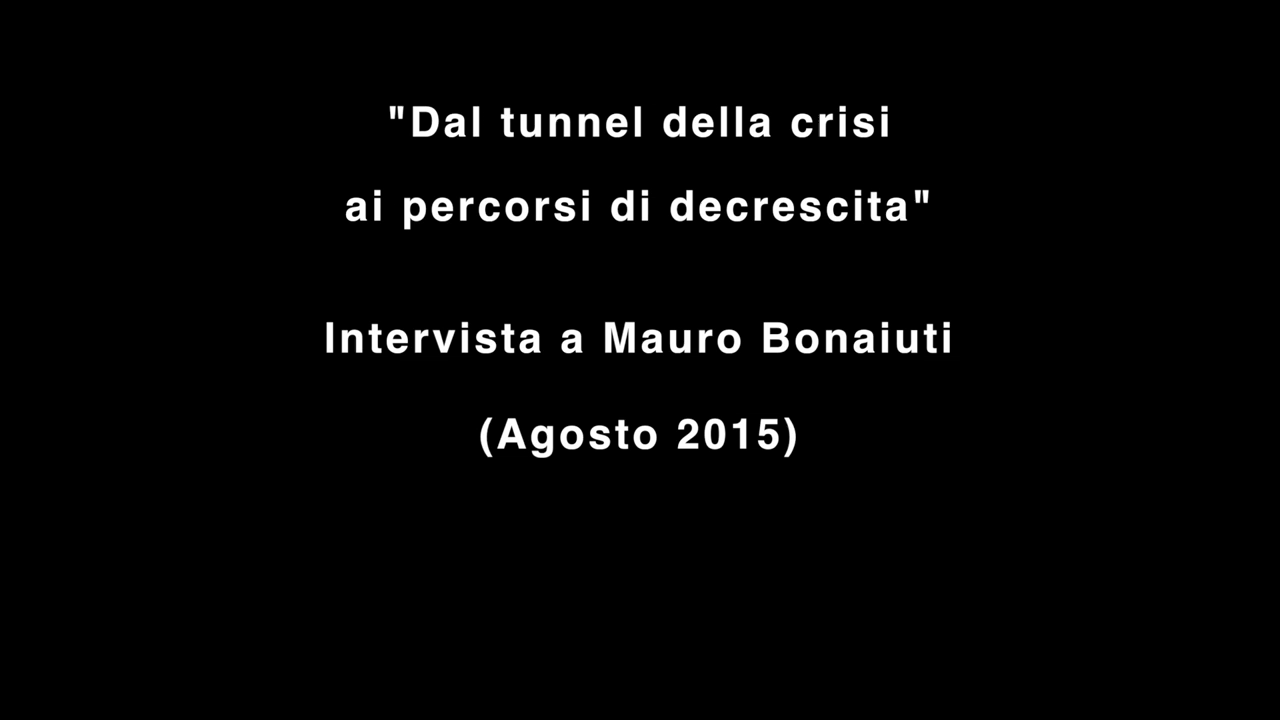 "Dal tunnel della crisi
ai percorsi di decrescita"
Intervista a Mauro Bonaiuti
(Agosto 2015)